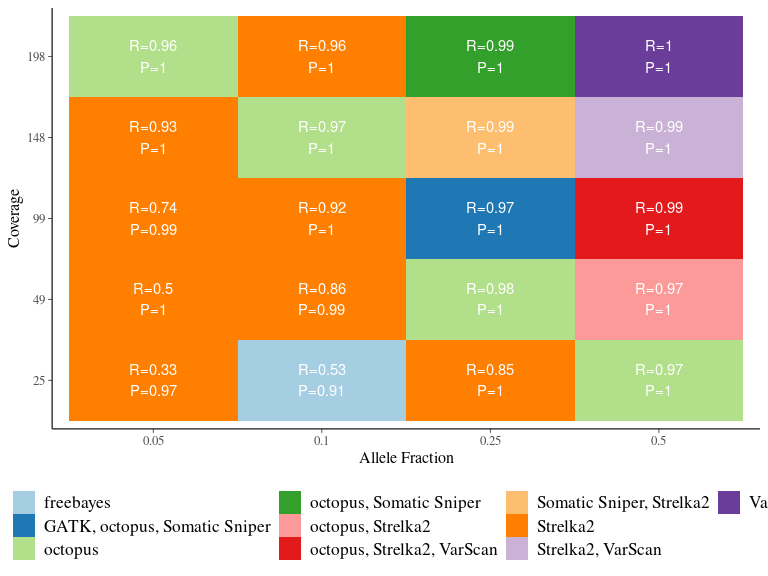 R=0.96 R=0.96 R=0.99 R=1
198
P=1 P=1 P=1 P=1
R=0.93 R=0.97 R=0.99 R=0.99
148
P=1 P=1 P=1 P=1
R=0.74 R=0.92 R=0.97 R=0.99
99
P=0.99 P=1 P=1 P=1
R=0.5 R=0.86 R=0.98 R=0.97
49
P=1 P=0.99 P=1 P=1
R=0.33 R=0.53 R=0.85 R=0.97
25
P=0.97 P=0.91 P=1 P=1
Coverage
0.05 0.1 0.25 0.5
Allele Fraction
freebayes
GATK, octopus, Somatic Sniper
octopus
octopus, Somatic Sniper
octopus, Strelka2
octopus, Strelka2, VarScan
Somatic Sniper, Strelka2
Strelka2
Strelka2, VarScan
Va